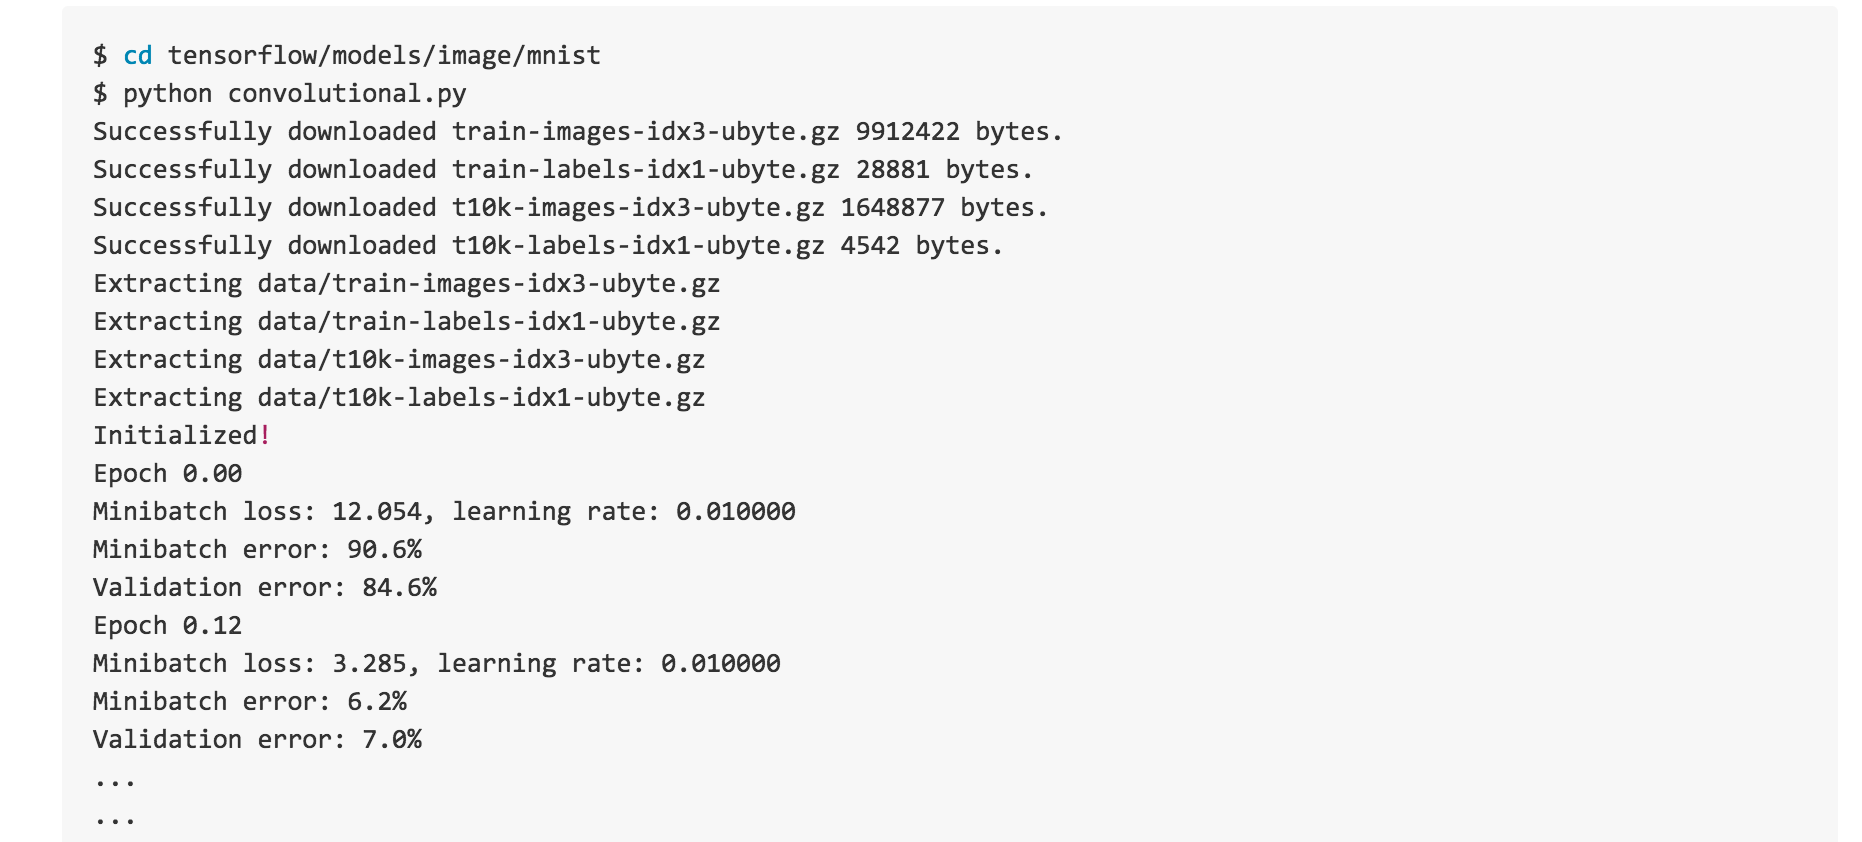 $ cd tensorflow/models/image/mnist
$ python convolutional.py
Successfully downloaded train-images-idx3-ubyte.gz 9912422 bytes.
Successfully downloaded train-labels-idx1-ubyte.gz 28881 bytes.
Successfully downloaded t10k-images-idx3-ubyte.gz 1648877 bytes.
Successfully downloaded t10k-labels-idx1-ubyte.gz 4542 bytes.
Extracting data/train-images-idx3-ubyte.gz
Extracting data/train-labels-idx1-ubyte.gz
Extracting data/t10k-images-idx3-ubyte.gz
Extracting data/t10k-labels-idx1-ubyte.gz
Initialized!
Epoch 0.00
Minibatch loss: 12.054, learning rate: 0.010000
Minibatch error: 90.6%
Validation error: 84.6%
Epoch 0.12
Minibatch loss: 3.285, learning rate: 0.010000
Minibatch error: 6.2%
Validation error: 7.0%
...
...